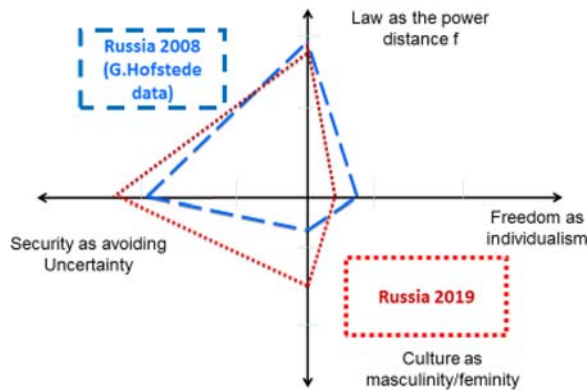 Law as the power
distance f
Russia 2008
(G.Hofstede
data)
Security as avoiding
Uncertainty
Freedom as
individualism
Russia 2019
Culture as
masculinity/feminity